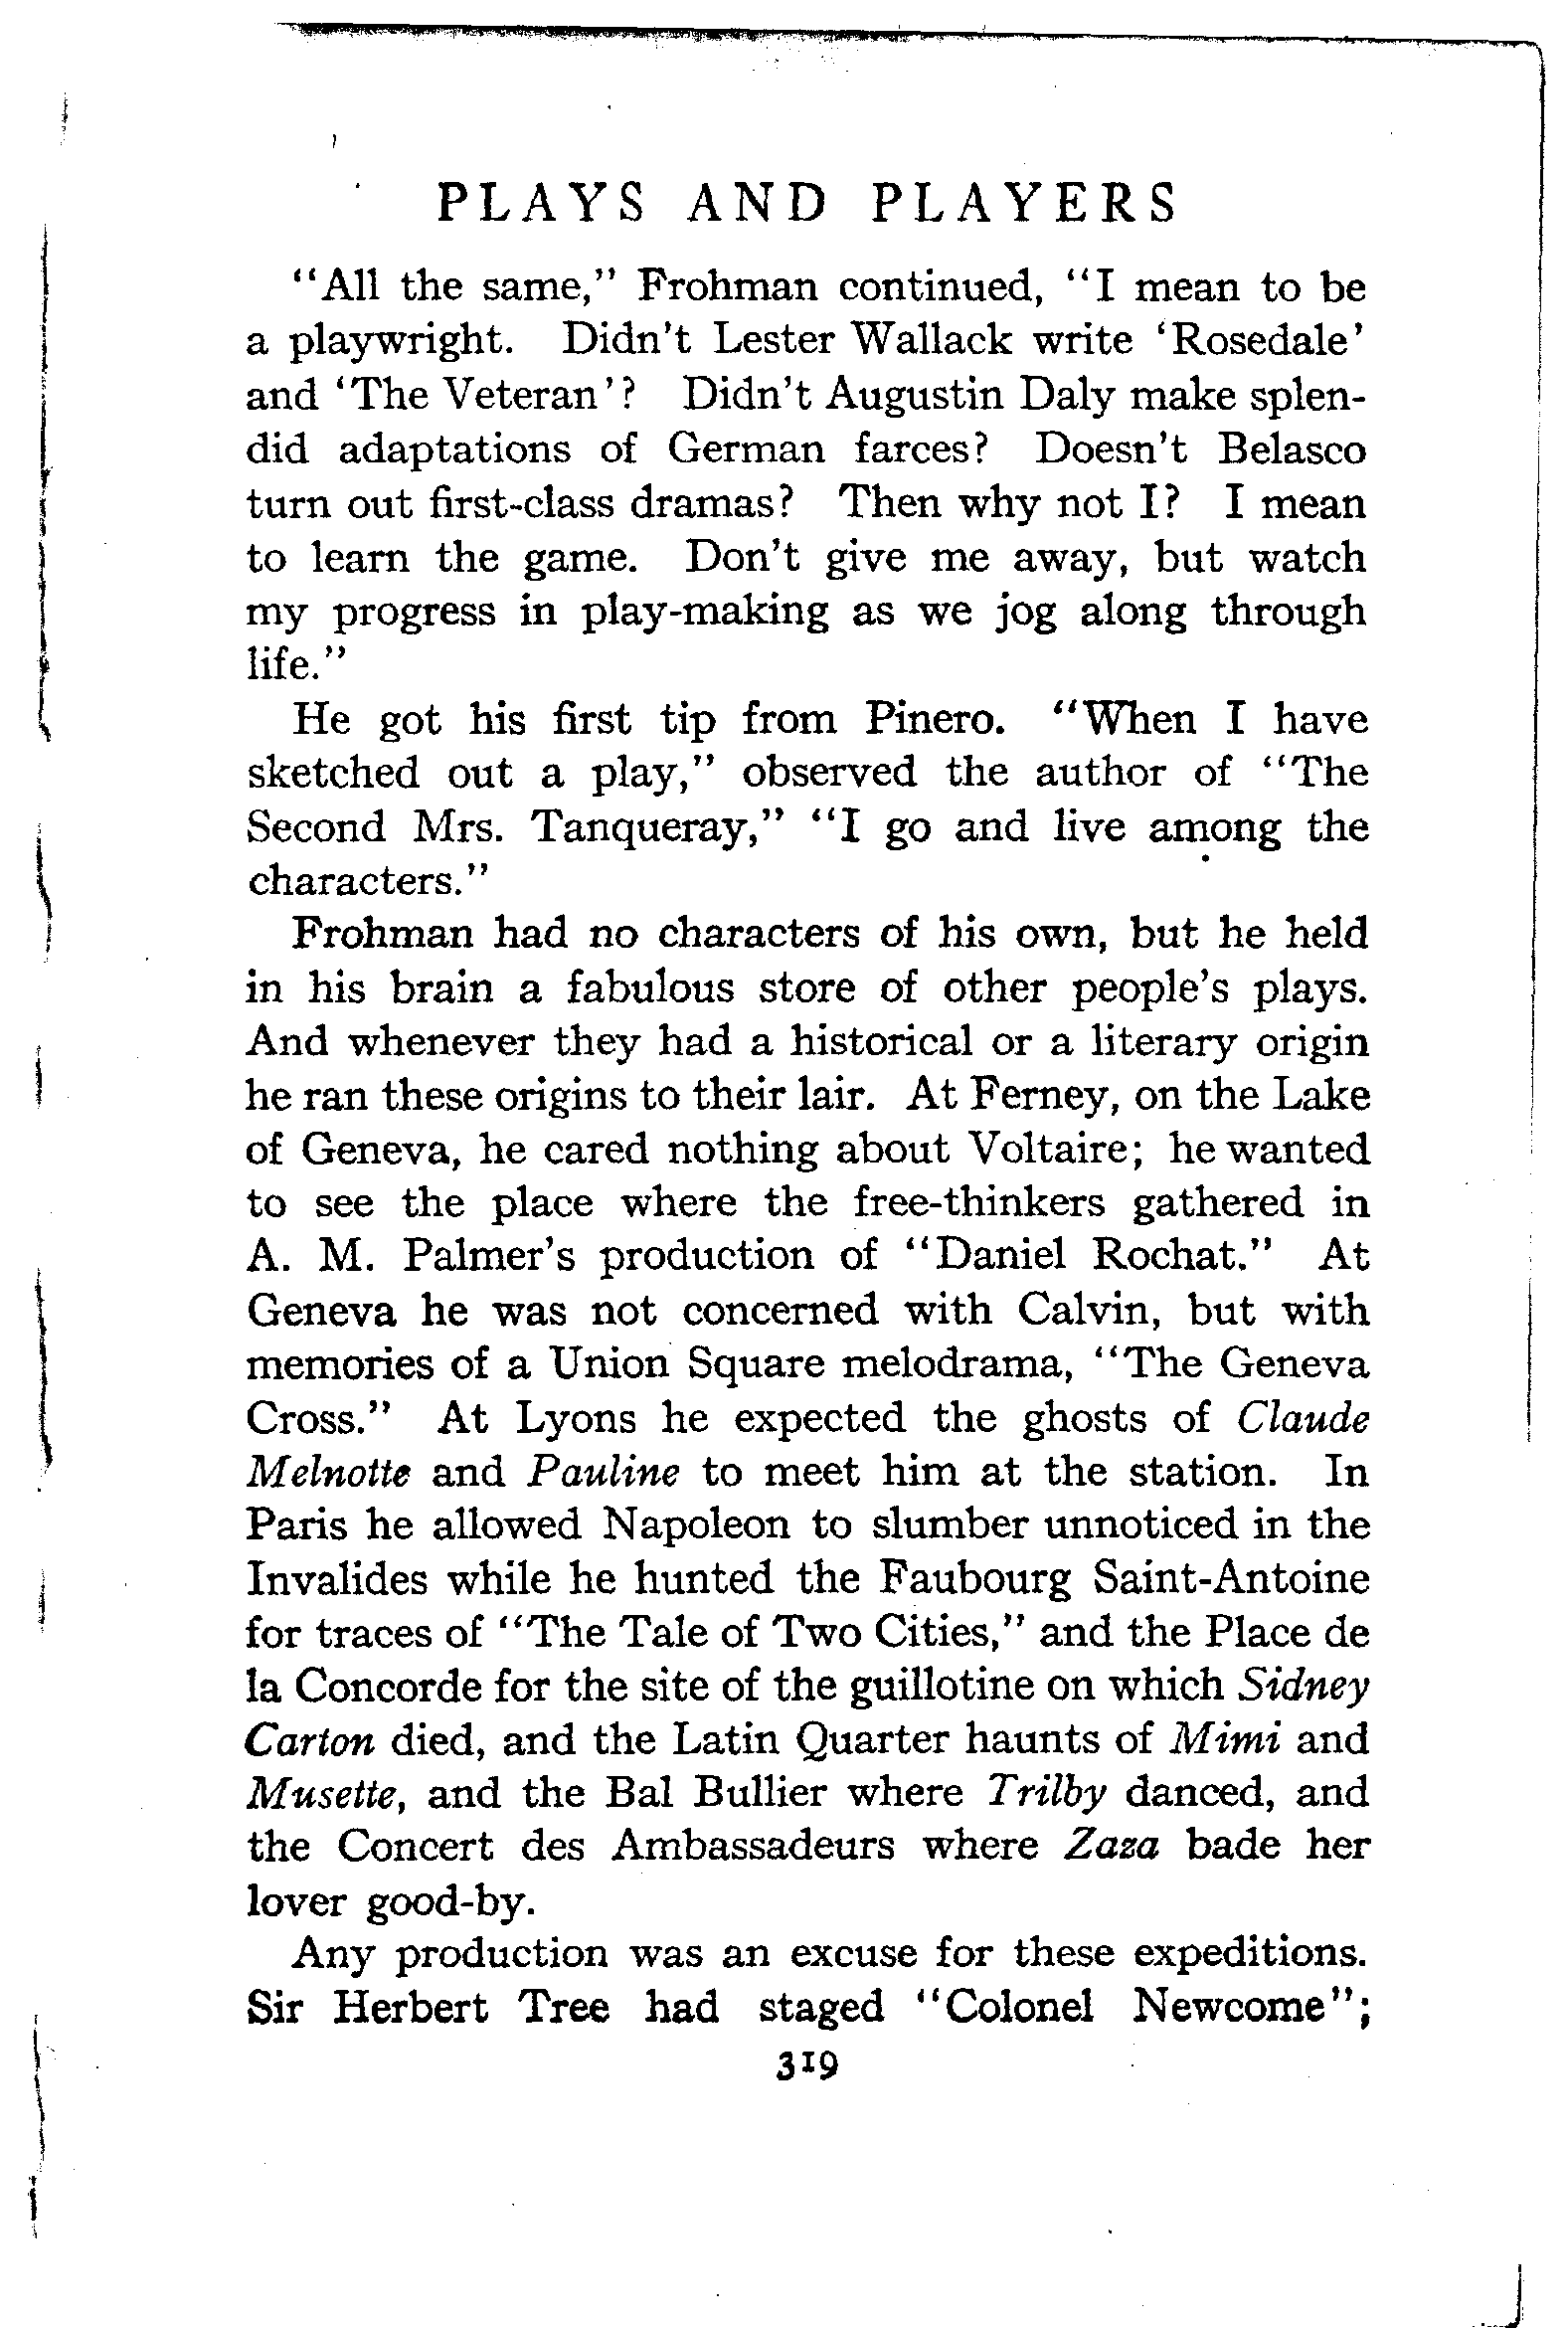 PLAYS AND PLAYERS
"All the same," Frohman continued, "I mean to be
a playwright. Didn't Lester Wallack write 'Rosedale'
and 'The Veteran'? Didn't Augustin Daly make splen-
did adaptations of German farces? Doesn't Belasco
turn out first-class dramas? Then why not I? I mean
to learn the game. Don't give me away, but watch
my progress in play-making as we jog along through
life."
He got his first tip from Pinero. "When I have
sketched out a play," observed the author of "The
Second Mrs. Tanqueray," "I go and live among the
characters."
Frohman had no characters of his own, but he held
in his brain a fabulous store of other people's plays.
And whenever they had a historical or a literary origin
he ran these origins to their lair. At Ferney, on the Lake
of Geneva, he cared nothing about Voltaire; he wanted
to see the place where the free-thinkers gathered in
A. M. Palmer's production of "Daniel Rochat." At
Geneva he was not concerned with Calvin, but with
memories of a Union Square melodrama, "The Geneva
Cross." At Lyons he expected the ghosts of Claude
Melnotte and Pauline to meet him at the station. In
Paris he allowed Napoleon to slumber unnoticed in the
Invalides while he hunted the Faubourg Saint-Antoine
for traces of "The Tale of Two Cities," and the Place de
la Concorde for the site of the guillotine on which Sidney
Carton died, and the Latin Quarter haunts of Mimi and
Musette, and the Bal Bullier where Trilby danced, and
the Concert des Ambassadeurs where Zaza bade her
lover good-by.
Any production was an excuse for these expeditions.
Sir Herbert Tree had staged "Colonel Newcome";
319